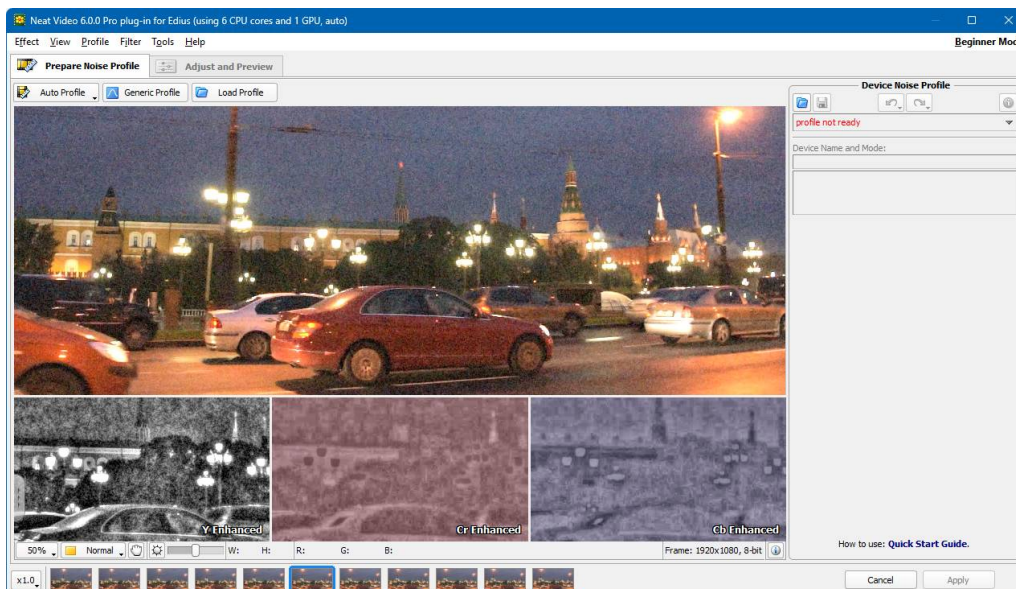 Neat Video 6.0.0 Pro plug-in for Edius (using 6 CPU cores and 1 GPU, auto)
Effect View Profile Filter Tools Help Beginner Mod
Prepare Noise Profile Adjust and Preview
Auto Profile Generic Profile Load Profile
Device Noise Profile
profile not ready
Device Name and Mode:
Y Enhanced Cr Enhanced Cb Enhanced
How to use: Quick Start Guide.
50% Normal W: H: R: G: B: Frame: 1920x1080, 8-bit
x1.0 Cancel Apply